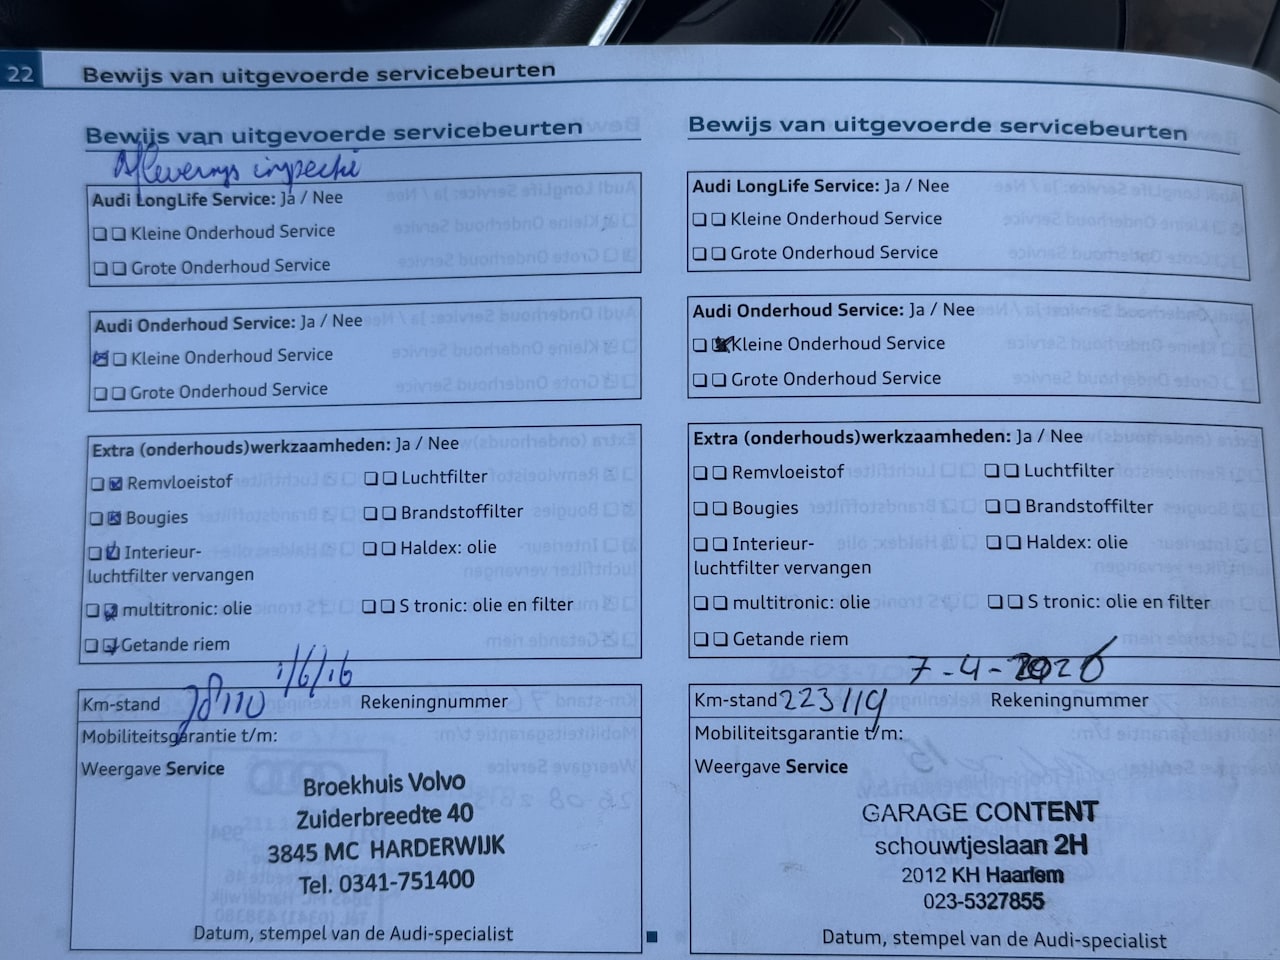 22 Bewijs van uitgevoerde servicebeurten
Bewijs van uitgevoerde servicebeurten
Afleverings inspectie
Audi LongLife Service: Ja / Nee
Kleine Onderhoud Service
Grote Onderhoud Service
Audi Onderhoud Service: Ja / Nee
Kleine Onderhoud Service
Grote Onderhoud Service
Extra (onderhouds)werkzaamheden: Ja / Nee
Remvloeistof Luchtfilter
Bougies Brandstoffilter
Interieur- Haldex: olie
luchtfilter vervangen
multitronic: olie S tronic: olie en filter
Getande riem
1/6/16
Km-stand 78110 Rekeningnummer
Mobiliteitsgarantie t/m:
Weergave Service
Broekhuis Volvo
Zuiderbreedte 40
3845 MC HARDERWIJK
Tel. 0341-751400
Datum, stempel van de Audi-specialist
Bewijs van uitgevoerde servicebeurten
Audi LongLife Service: Ja / Nee
Kleine Onderhoud Service
Grote Onderhoud Service
Audi Onderhoud Service: Ja / Nee
Kleine Onderhoud Service
Grote Onderhoud Service
Extra (onderhouds)werkzaamheden: Ja / Nee
Remvloeistof Luchtfilter
Bougies Brandstoffilter
Interieur- Haldex: olie
luchtfilter vervangen
multitronic: olie S tronic: olie en filter
Getande riem
7-4-2026
Km-stand 223119 Rekeningnummer
Mobiliteitsgarantie t/m:
Weergave Service
GARAGE CONTENT
schouwtjeslaan 2H
2012 KH Haarlem
023-5327855
Datum, stempel van de Audi-specialist